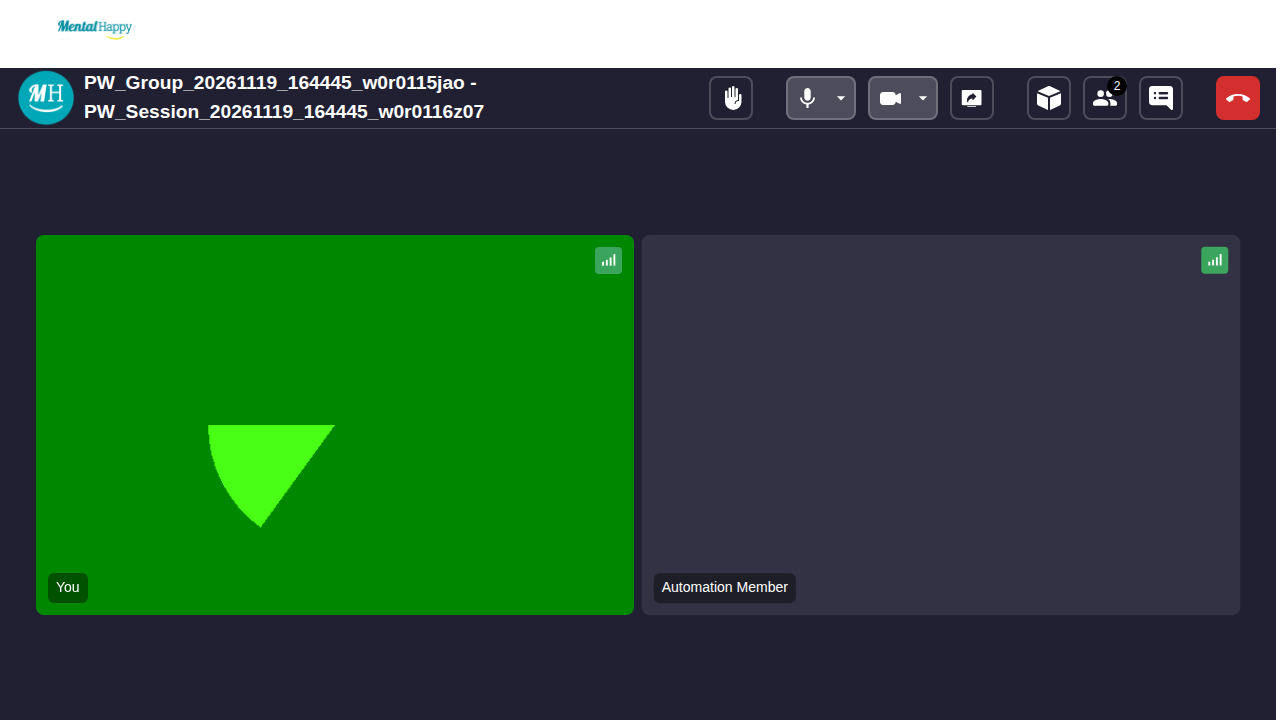 MentalHappy
MH
PW_Group_20261119_164445_w0r0115jao -
PW_Session_20261119_164445_w0r0116z07
2
You
Automation Member